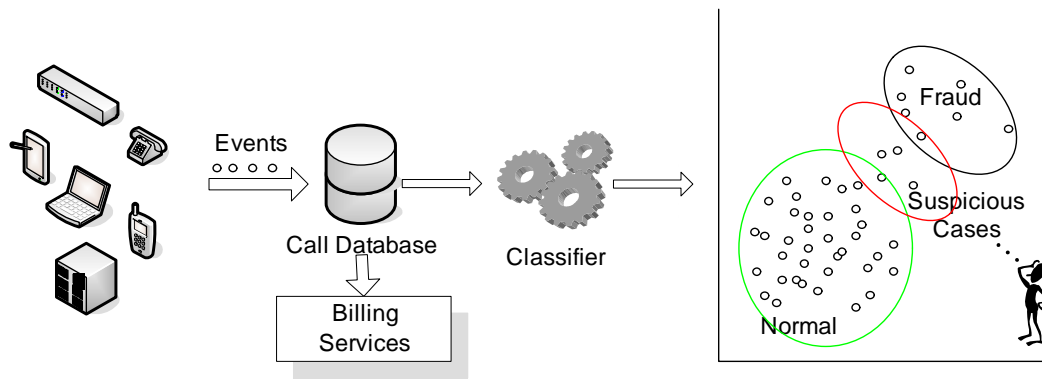 Events
Call Database
Billing
Services
Classifier
Fraud
Suspicious
Cases
Normal